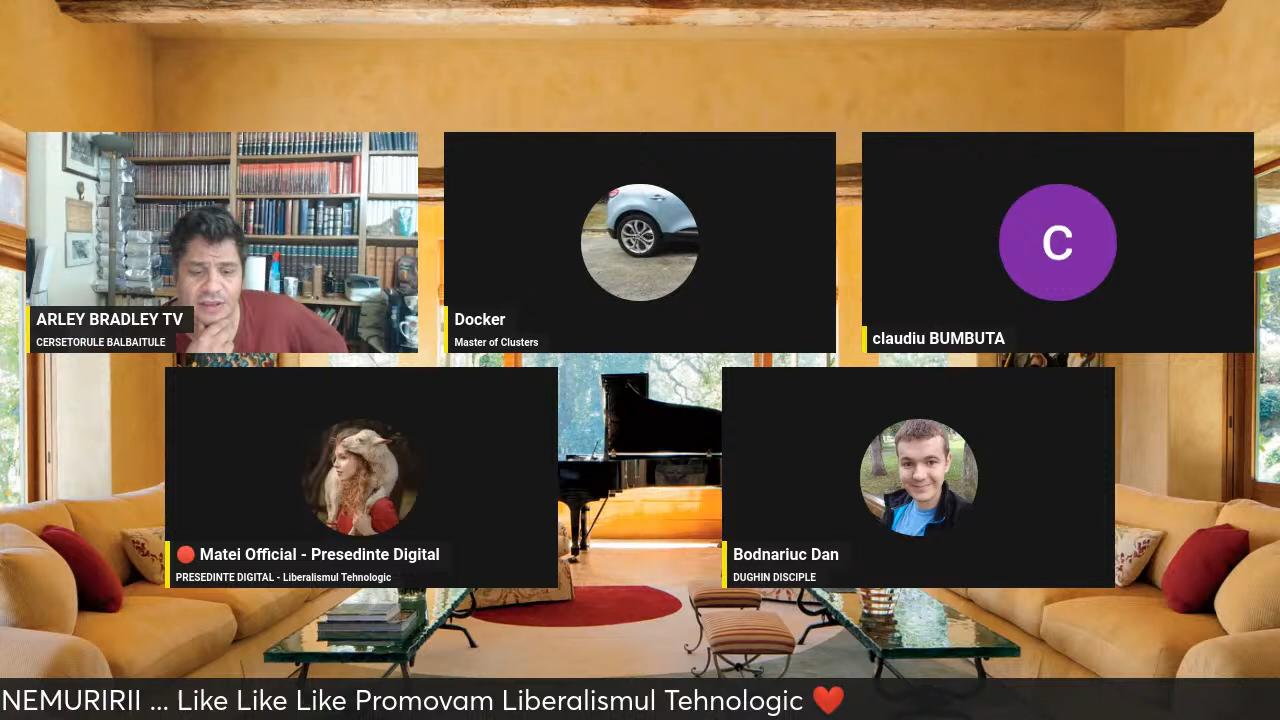 ARLEY BRADLEY TV
CERSETORULE BALBAITULE
Docker
Master of Clusters
C
claudiu BUMBUTA
🔴 Matei Official - Presedinte Digital
PRESEDINTE DIGITAL - Liberalismul Tehnologic
Bodnariuc Dan
DUGHIN DISCIPLE
NEMURIRII ... Like Like Like Promovam Liberalismul Tehnologic ❤️